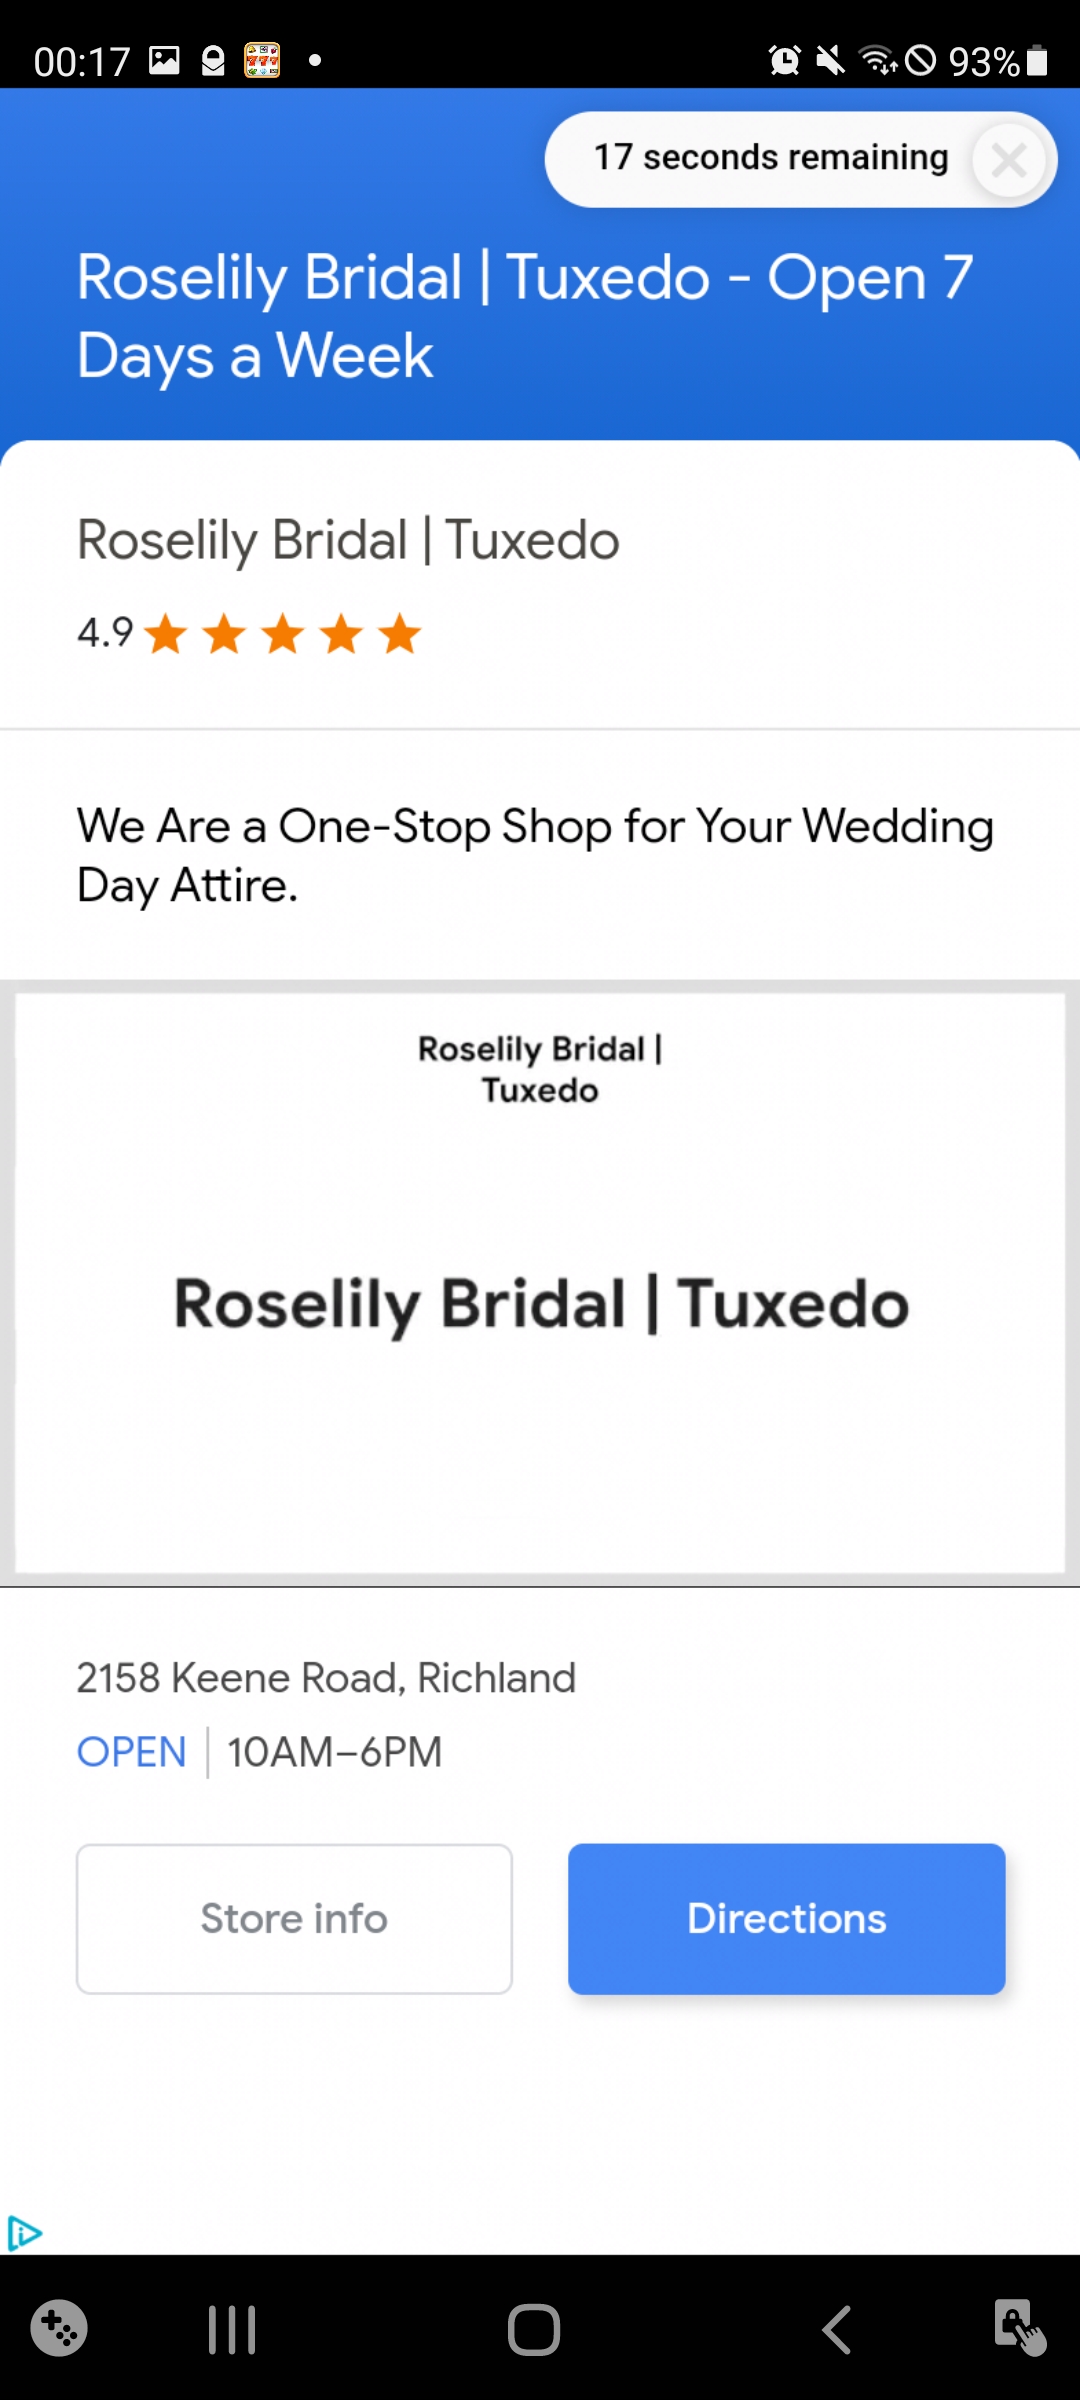 00:17
93%
17 seconds remaining
Roselily Bridal | Tuxedo - Open 7
Days a Week
Roselily Bridal | Tuxedo
4.9
We Are a One-Stop Shop for Your Wedding
Day Attire.
Roselily Bridal |
Tuxedo
Roselily Bridal | Tuxedo
2158 Keene Road, Richland
OPEN | 10AM–6PM
Store info
Directions